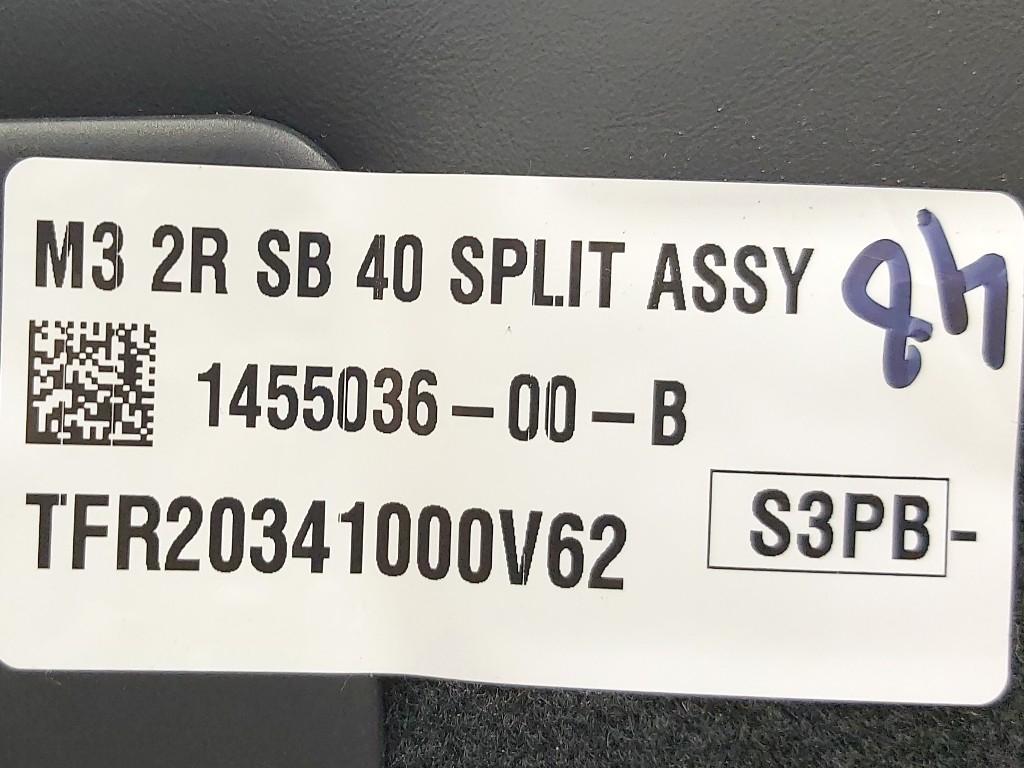 M3 2R SB 40 SPLIT ASSY
1455036-00-B
TFR20341000V62
S3PB-